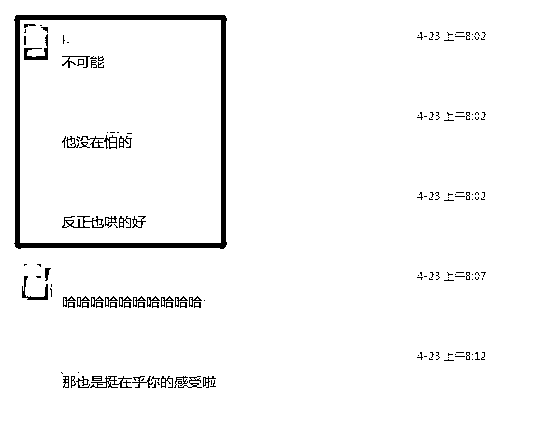 4-23 上午8:02
不可能
4-23 上午8:02
他没在怕的
4-23 上午8:02
反正也哄的好
4-23 上午8:07
哈哈哈哈哈哈哈哈哈哈
4-23 上午8:12
那也是挺在乎你的感受啦